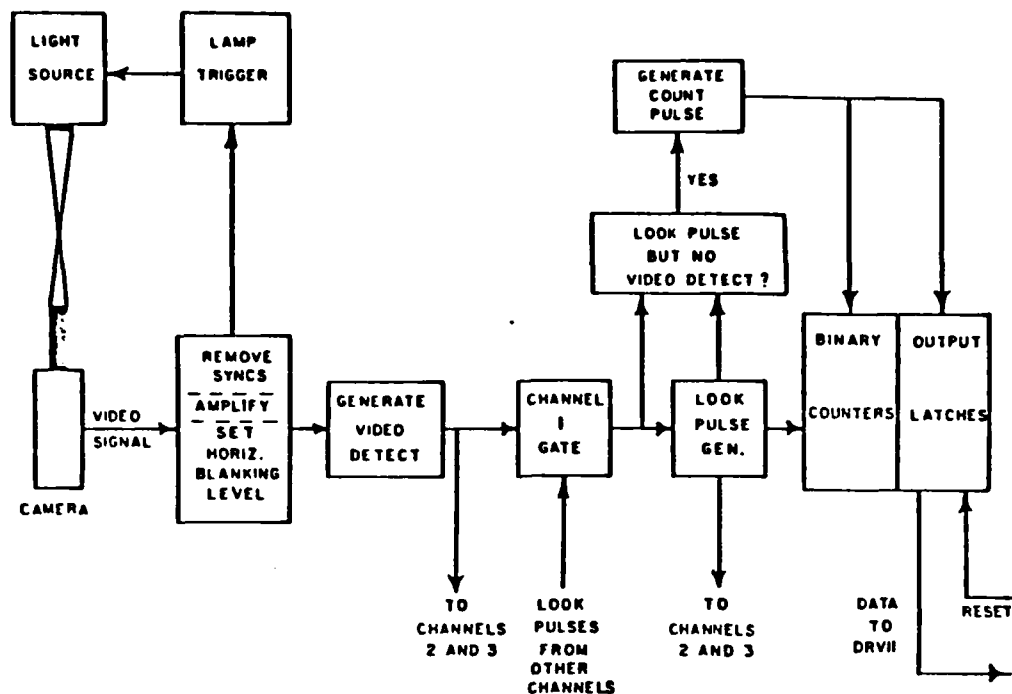 LIGHT
SOURCE
LAMP
TRIGGER
GENERATE
COUNT
PULSE
YES
LOOK PULSE
BUT NO
VIDEO DETECT?
CAMERA
VIDEO
SIGNAL
REMOVE
SYNCS
AMPLIFY
SET
HORIZ.
BLANKING
LEVEL
GENERATE
VIDEO
DETECT
CHANNEL
1
GATE
LOOK
PULSE
GEN.
BINARY
COUNTERS
OUTPUT
LATCHES
TO
CHANNELS
2 AND 3
LOOK
PULSES
FROM
OTHER
CHANNELS
TO
CHANNELS
2 AND 3
DATA
TO
DRV11
RESET